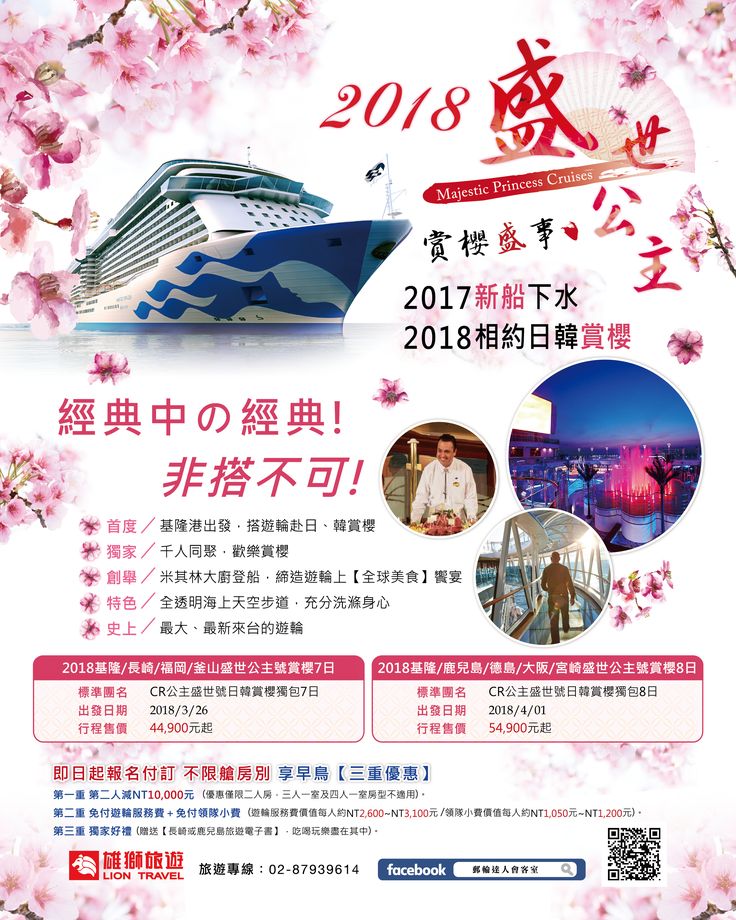 2018 盛世公主
Majestic Princess Cruises
賞櫻盛事
2017新船下水
2018相約日韓賞櫻
經典中の經典!
非搭不可!
首度／基隆港出發，搭遊輪赴日、韓賞櫻
獨家／千人同聚，歡樂賞櫻
創舉／米其林大廚登船，締造遊輪上【全球美食】饗宴
特色／全透明海上天空步道，充分洗滌身心
史上／最大、最新來台的遊輪
2018基隆/長崎/福岡/釜山盛世公主號賞櫻7日
標準團名 CR公主盛世號日韓賞櫻獨包7日
出發日期 2018/3/26
行程售價 44,900元起
2018基隆/鹿兒島/德島/大阪/宮崎盛世公主號賞櫻8日
標準團名 CR公主盛世號日韓賞櫻獨包8日
出發日期 2018/4/01
行程售價 54,900元起
即日起報名付訂 不限艙房別 享早鳥【三重優惠】
第一重 第二人減NT10,000元 （優惠僅限二人房，三人一室及四人一室房型不適用）。
第二重 免付遊輪服務費＋免付領隊小費（遊輪服務費價值每人約NT2,600~NT3,100元/領隊小費價值每人約NT1,050元~NT1,200元）。
第三重 獨家好禮（贈送【長崎或鹿兒島旅遊電子書】，吃喝玩樂盡在其中）。
雄獅旅遊
LION TRAVEL
旅遊專線：02-87939614
facebook 郵輪達人會客室